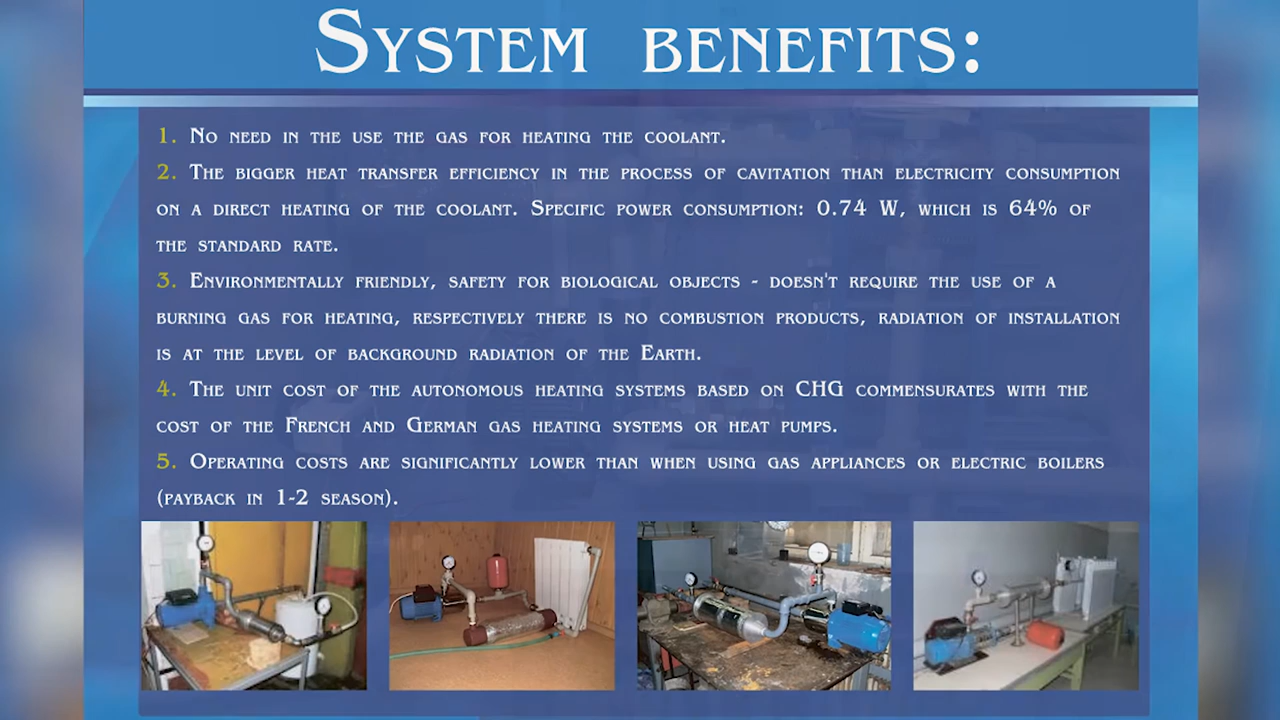 System benefits:
1. No need in the use the gas for heating the coolant.
2. The bigger heat transfer efficiency in the process of cavitation than electricity consumption
on a direct heating of the coolant. Specific power consumption: 0.74 W, which is 64% of
the standard rate.
3. Environmentally friendly, safety for biological objects - doesn't require the use of a
burning gas for heating, respectively there is no combustion products, radiation of installation
is at the level of background radiation of the Earth.
4. The unit cost of the autonomous heating systems based on CHG commensurates with the
cost of the French and German gas heating systems or heat pumps.
5. Operating costs are significantly lower than when using gas appliances or electric boilers
(payback in 1-2 season).